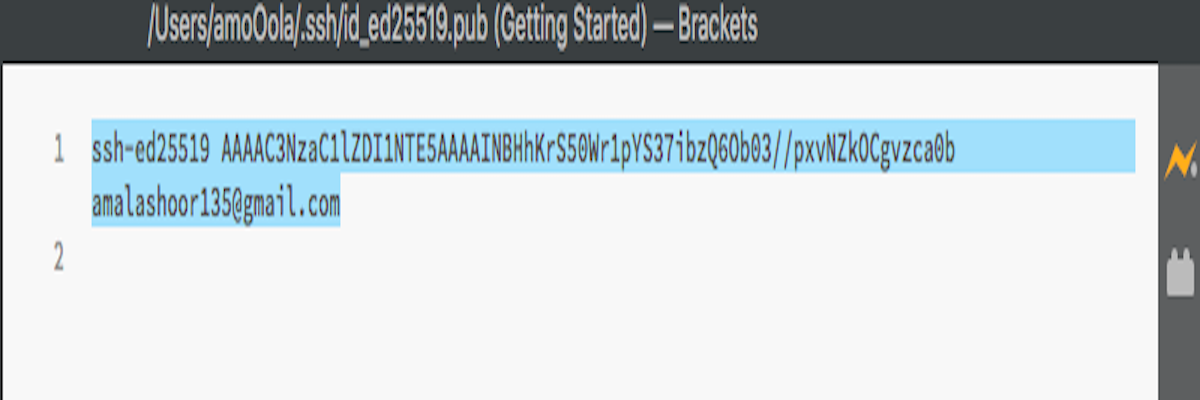 /Users/amoOola/.ssh/id_ed25519.pub (Getting Started) — Brackets
1 ssh-ed25519 AAAAC3NzaC1lZDI1NTE5AAAAINBHhKrS50Wr1pYS37ibzQ6Ob03//pxvNZkOCgvzca0b
amalashoor135@gmail.com
2